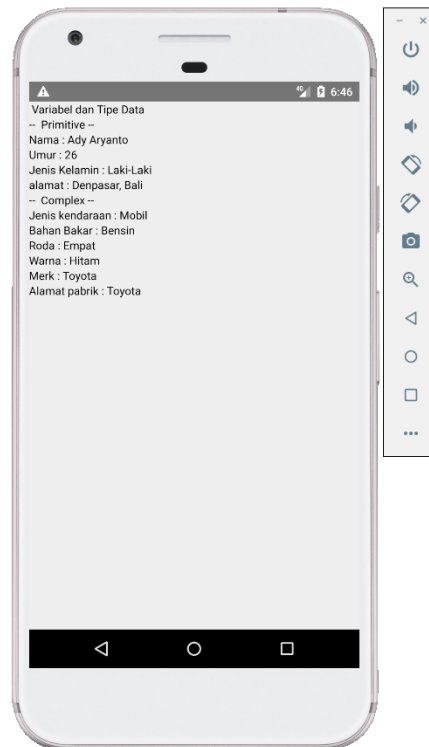 4G 6:46
Variabel dan Tipe Data
-- Primitive --
Nama : Ady Aryanto
Umur : 26
Jenis Kelamin : Laki-Laki
alamat : Denpasar, Bali
-- Complex --
Jenis kendaraan : Mobil
Bahan Bakar : Bensin
Roda : Empat
Warna : Hitam
Merk : Toyota
Alamat pabrik : Toyota